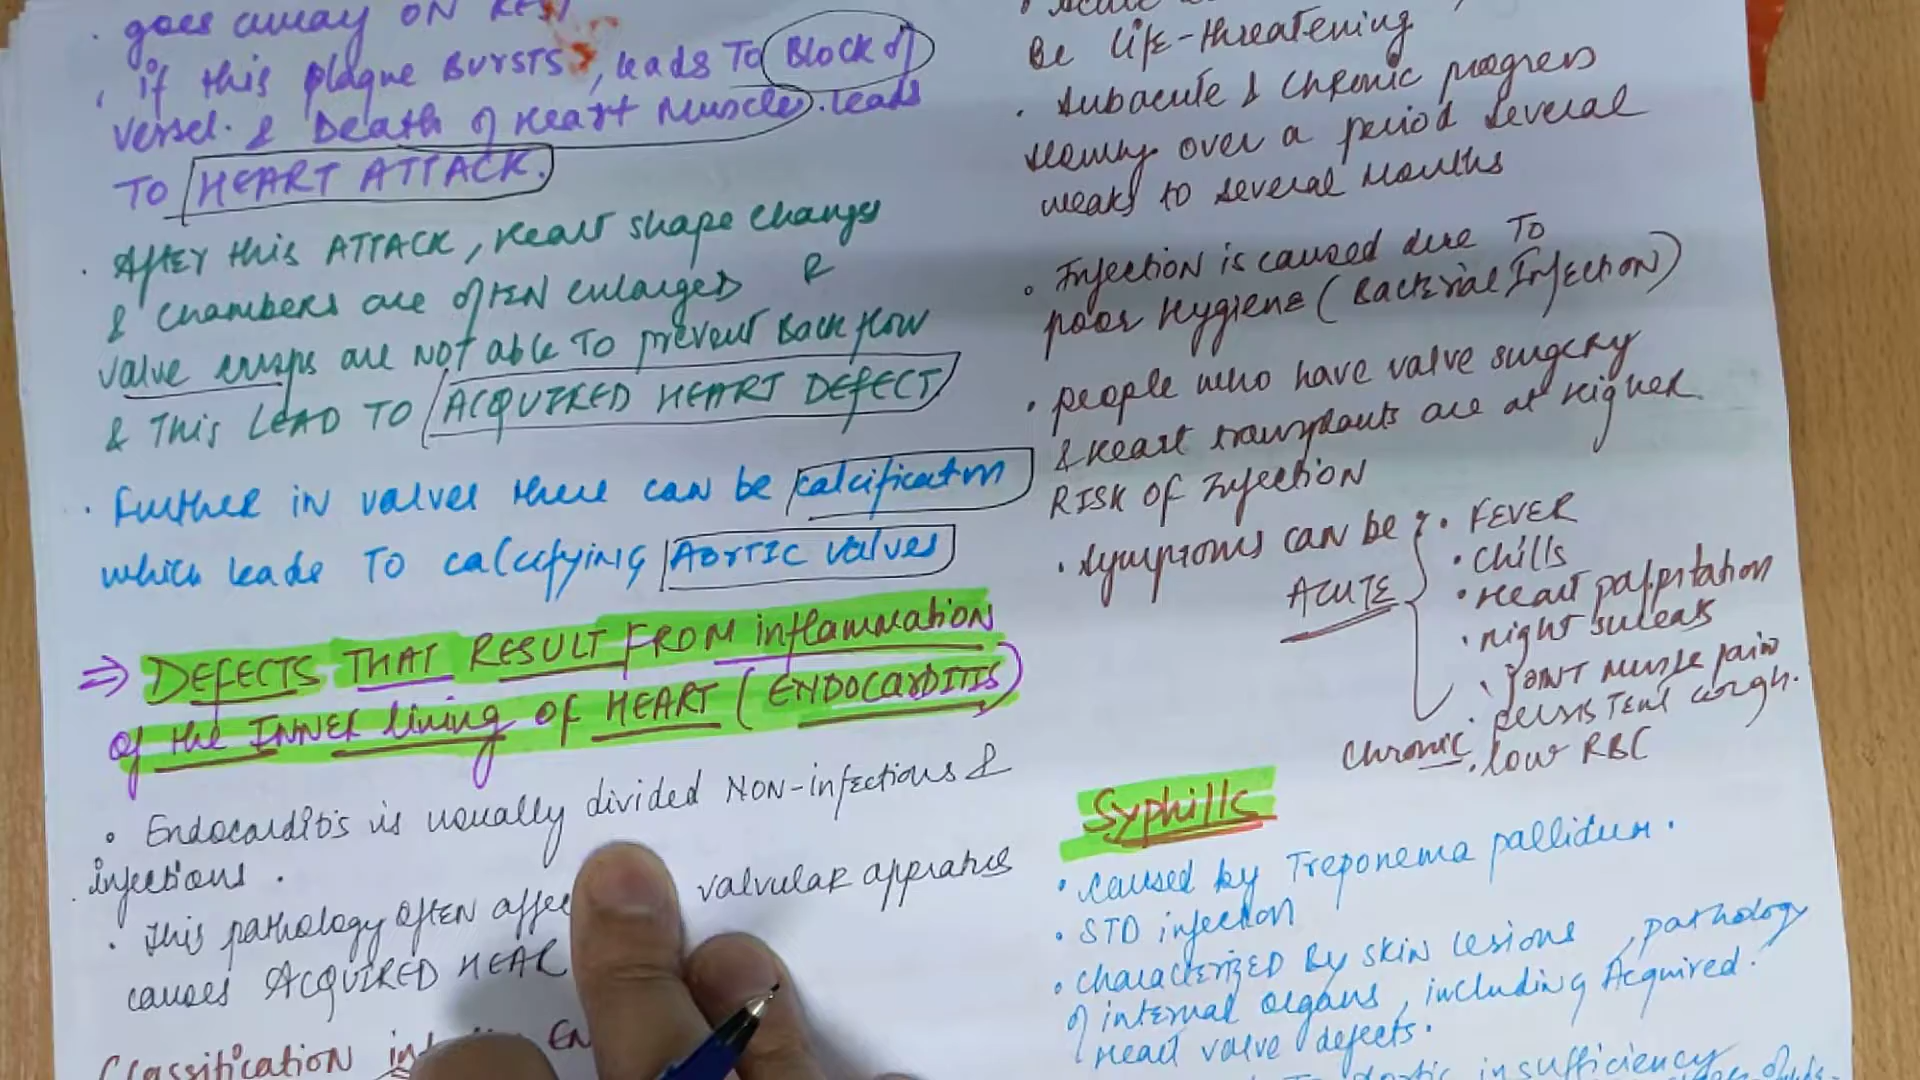 goes away ON REST
if this plaque BURSTS, leads To Block of
vessel. & Death of Heart Muscle. leads
TO HEART ATTACK.
AftER this ATTACK, Heart shape changes
& chambers are OfTEN enlarged &
valve cusps are NOT able To prevent Back flow
& This LEAD TO ACQUIRED HEART DEFECT
Further in valves there can be calcification
which leads TO calcifying AORTIC valves
⇒ DEFECTS THAT RESULT FROM inflammation
of the INNER lining of HEART (ENDOCARDITIS)
Endocarditis is usually divided NON-infectious &
infectious.
This pathology OfTEN affec valvular appratus
causes ACQUIRED HEAR
Classification
Be Life-threatening
Subacute & chronic progress
slowly over a period several
weaks to several Months
Infection is caused due To
poor Hygiene (Bacterial Infection)
people who have valve surgery
& Heart transplants are at Higher
RISK OF Infection
Symptoms can be
ACUTE
FEVER
chills
Heart palpitation
night sweats
JOINT muscle pain
persisTent cough.
Chronic. low RBC
Syphills
caused by Treponema pallidum.
STD infection
characterizED By skin lesions, pathology
of internal organs, including Acquired.
Heart valve defects.
insufficiency